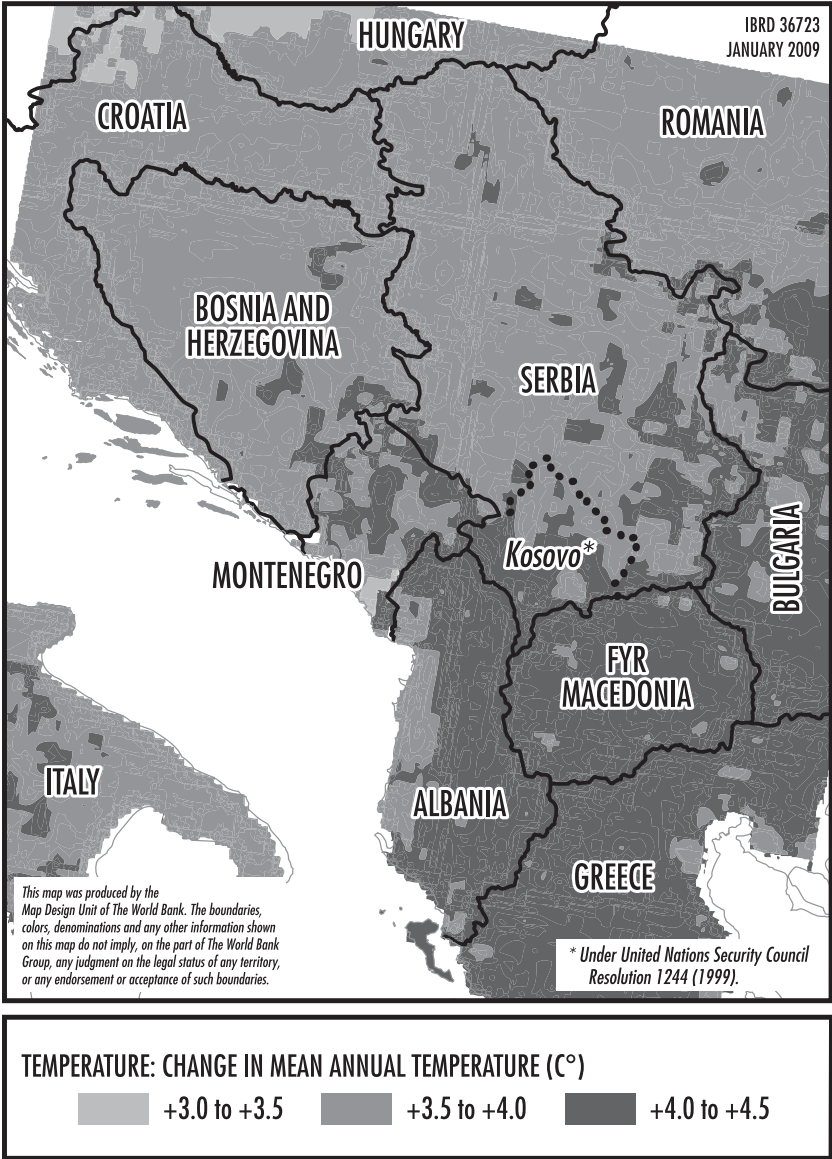 IBRD 36723
JANUARY 2009
HUNGARY
CROATIA
ROMANIA
BOSNIA AND
HERZEGOVINA
SERBIA
BULGARIA
Kosovo*
MONTENEGRO
FYR
MACEDONIA
ITALY
ALBANIA
GREECE
This map was produced by the
Map Design Unit of The World Bank. The boundaries,
colors, denominations and any other information shown
on this map do not imply, on the part of The World Bank
Group, any judgment on the legal status of any territory,
or any endorsement or acceptance of such boundaries.
* Under United Nations Security Council
Resolution 1244 (1999).
TEMPERATURE: CHANGE IN MEAN ANNUAL TEMPERATURE (C°)
+3.0 to +3.5
+3.5 to +4.0
+4.0 to +4.5